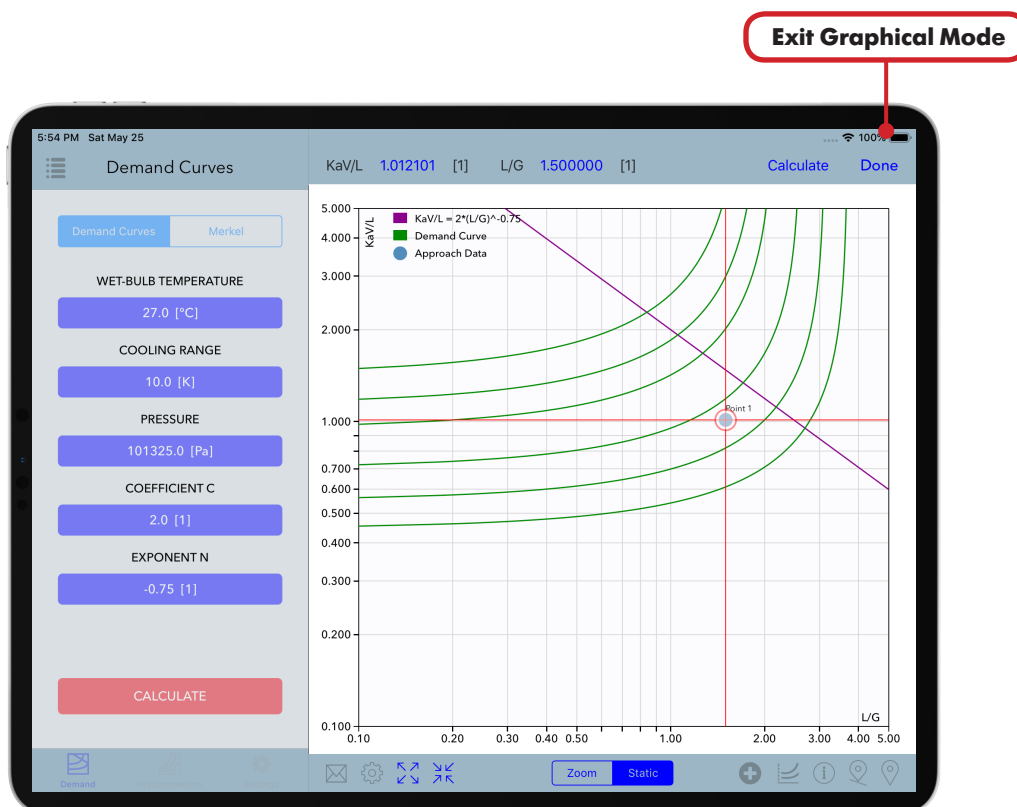 Exit Graphical Mode
5:54 PM Sat May 25
100%
Demand Curves
KaV/L 1.012101 [1] L/G 1.500000 [1] Calculate Done
Demand Curves Merkel
WET-BULB TEMPERATURE
27.0 [°C]
COOLING RANGE
10.0 [K]
PRESSURE
101325.0 [Pa]
COEFFICIENT C
2.0 [1]
EXPONENT N
-0.75 [1]
CALCULATE
Demand
KaV/L
KaV/L = 2*(L/G)^-0.75
Demand Curve
Approach Data
5.000
4.000
3.000
2.000
1.000
0.700
0.600
0.500
0.400
0.300
0.200
0.100
Point 1
L/G
0.10 0.20 0.30 0.40 0.50 1.00 2.00 3.00 4.00 5.00
Zoom Static